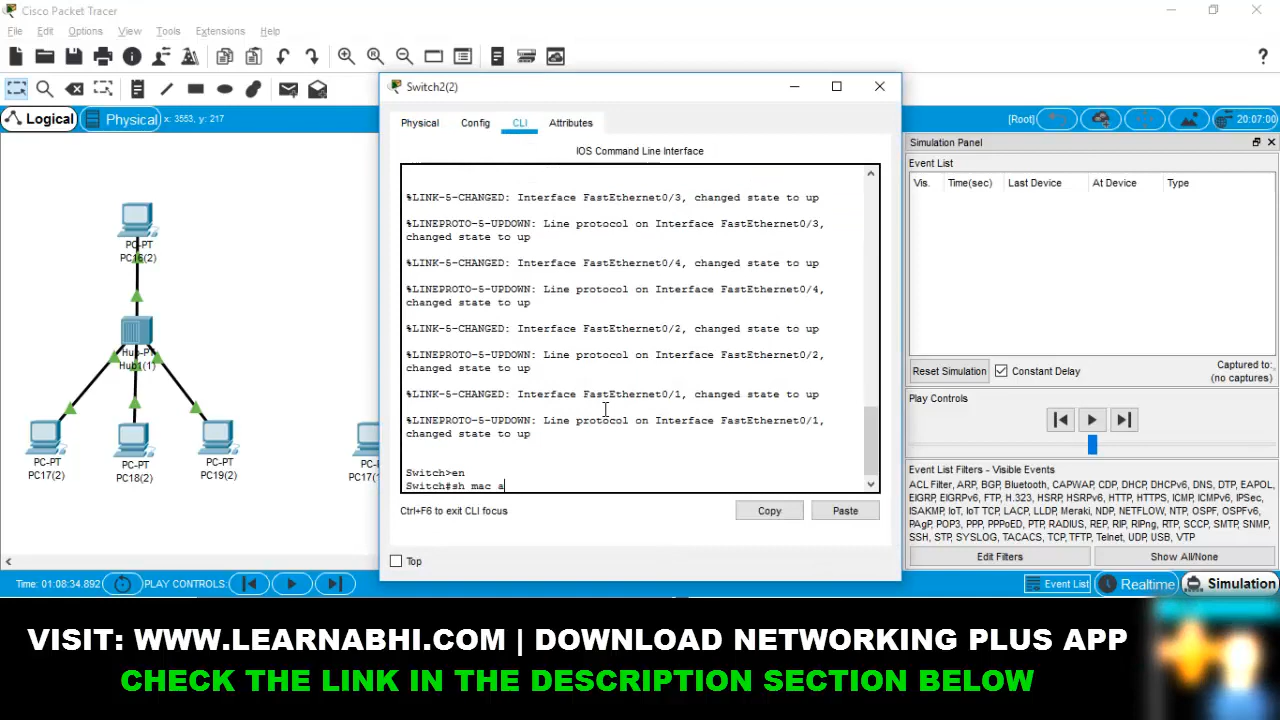 Cisco Packet Tracer
File Edit Options View Tools Extensions Help
?
Logical Physical x: 3553, y: 217
[Root] 20:07:00
PC-PT
PC16(2)
Hub-PT
Hub1(1)
PC-PT
PC17(2)
PC-PT
PC18(2)
PC-PT
PC19(2)
Switch2(2)
Physical Config CLI Attributes
IOS Command Line Interface
%LINK-5-CHANGED: Interface FastEthernet0/3, changed state to up
%LINEPROTO-5-UPDOWN: Line protocol on Interface FastEthernet0/3,
changed state to up
%LINK-5-CHANGED: Interface FastEthernet0/4, changed state to up
%LINEPROTO-5-UPDOWN: Line protocol on Interface FastEthernet0/4,
changed state to up
%LINK-5-CHANGED: Interface FastEthernet0/2, changed state to up
%LINEPROTO-5-UPDOWN: Line protocol on Interface FastEthernet0/2,
changed state to up
%LINK-5-CHANGED: Interface FastEthernet0/1, changed state to up
%LINEPROTO-5-UPDOWN: Line protocol on Interface FastEthernet0/1,
changed state to up
Switch>en
Switch#sh mac a
Ctrl+F6 to exit CLI focus
Copy Paste
Top
Simulation Panel
Event List
Vis. Time(sec) Last Device At Device Type
Reset Simulation Constant Delay
Captured to:
(no captures)
Play Controls
Event List Filters - Visible Events
ACL Filter, ARP, BGP, Bluetooth, CAPWAP, CDP, DHCP, DHCPv6, DNS, DTP, EAPOL,
EIGRP, EIGRPv6, FTP, H.323, HSRP, HSRPv6, HTTP, HTTPS, ICMP, ICMPv6, IPSec,
ISAKMP, IoT, IoT TCP, LACP, LLDP, Meraki, NDP, NETFLOW, NTP, OSPF, OSPFv6,
PAgP, POP3, PPP, PPPoED, PTP, RADIUS, REP, RIP, RIPng, RTP, SCCP, SMTP, SNMP,
SSH, STP, SYSLOG, TACACS, TCP, TFTP, Telnet, UDP, USB, VTP
Edit Filters Show All/None
Time: 01:08:34.892 PLAY CONTROLS:
Event List Realtime Simulation
VISIT: WWW.LEARNABHI.COM | DOWNLOAD NETWORKING PLUS APP
CHECK THE LINK IN THE DESCRIPTION SECTION BELOW